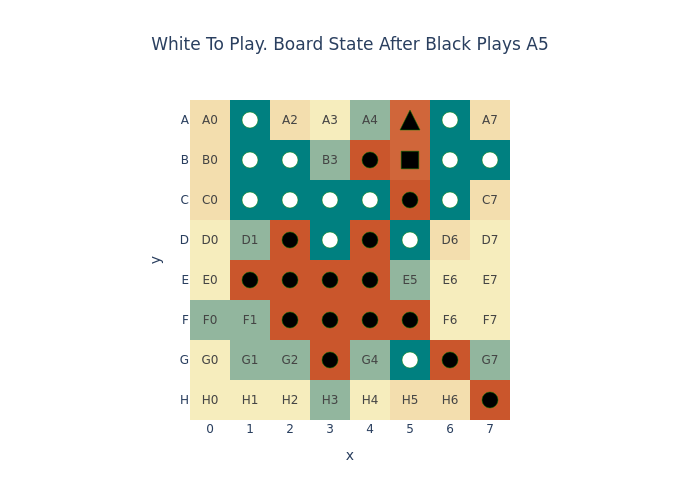 White To Play. Board State After Black Plays A5
A A0 A2 A3 A4 A7
B B0 B3
C C0 C7
D D0 D1 D6 D7
E E0 E5 E6 E7
F F0 F1 F6 F7
G G0 G1 G2 G4 G7
H H0 H1 H2 H3 H4 H5 H6
0 1 2 3 4 5 6 7
x
y